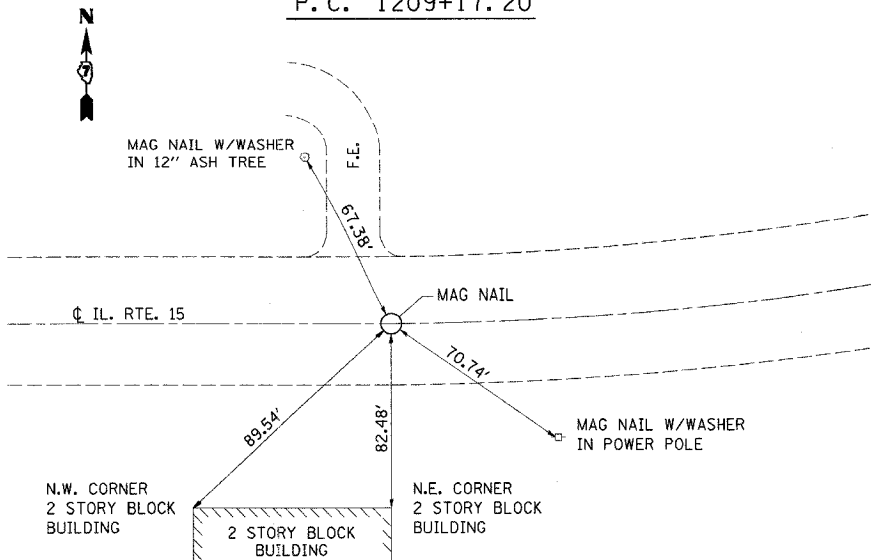 P.C. 1209+17.20
N
7
MAG NAIL W/WASHER
IN 12" ASH TREE
F.E.
67.38'
MAG NAIL
℄ IL. RTE. 15
70.74'
89.54'
82.48'
MAG NAIL W/WASHER
IN POWER POLE
N.W. CORNER
2 STORY BLOCK
BUILDING
N.E. CORNER
2 STORY BLOCK
BUILDING
2 STORY BLOCK
BUILDING